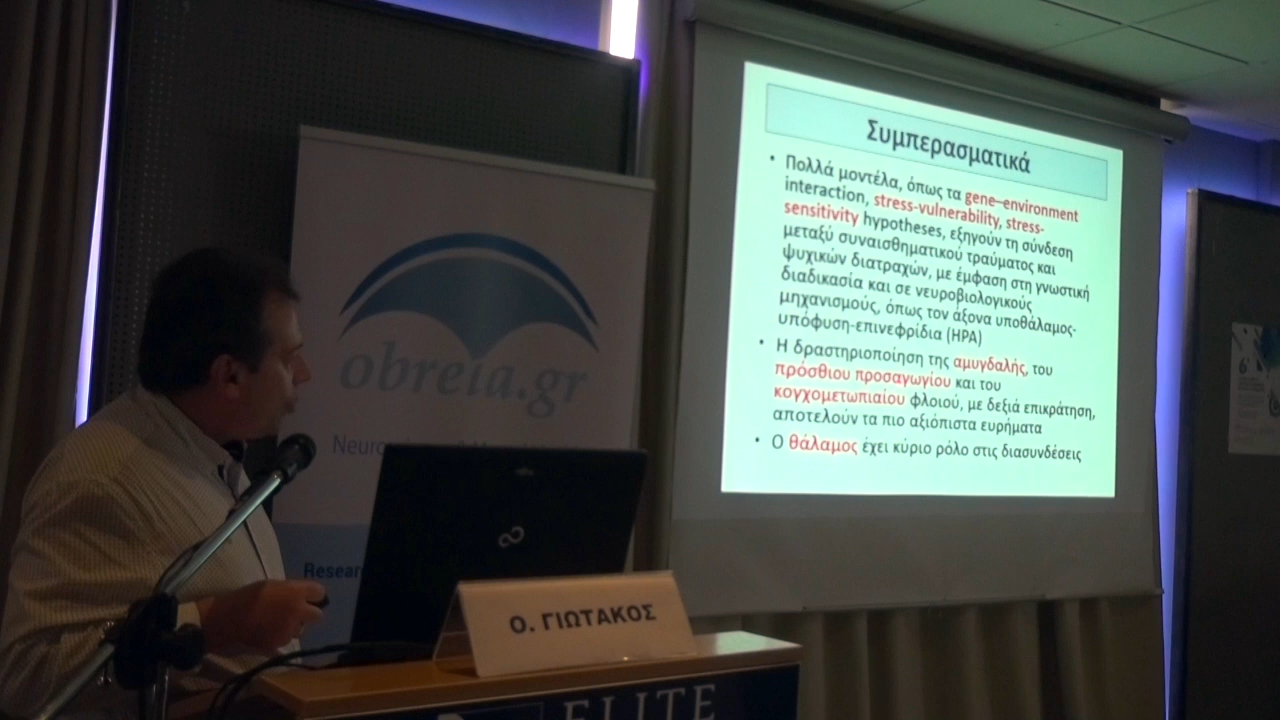 Συμπερασματικά
• Πολλά μοντέλα, όπως τα gene–environment
interaction, stress-vulnerability, stress-
sensitivity hypotheses, εξηγούν τη σύνδεση
μεταξύ συναισθηματικού τραύματος και
ψυχικών διατραχών, με έμφαση στη γνωστική
διαδικασία και σε νευροβιολογικούς
μηχανισμούς, όπως τον άξονα υποθάλαμος-
υπόφυση-επινεφρίδια (HPA)
• Η δραστηριοποίηση της αμυγδαλής, του
πρόσθιου προσαγωγίου και του
κογχομετωπιαίου φλοιού, με δεξιά επικράτηση,
αποτελούν τα πιο αξιόπιστα ευρήματα
• Ο θάλαμος έχει κύριο ρόλο στις διασυνδέσεις
obreia.gr
Ο. ΓΙΩΤΑΚΟΣ
ELITE